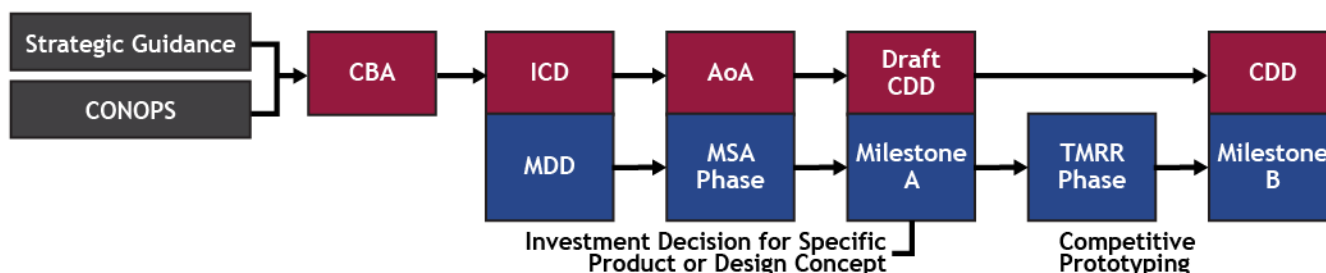 Strategic Guidance
CONOPS
CBA
ICD
AoA
Draft
CDD
CDD
MDD
MSA
Phase
Milestone
A
TMRR
Phase
Milestone
B
Investment Decision for Specific
Product or Design Concept
Competitive
Prototyping